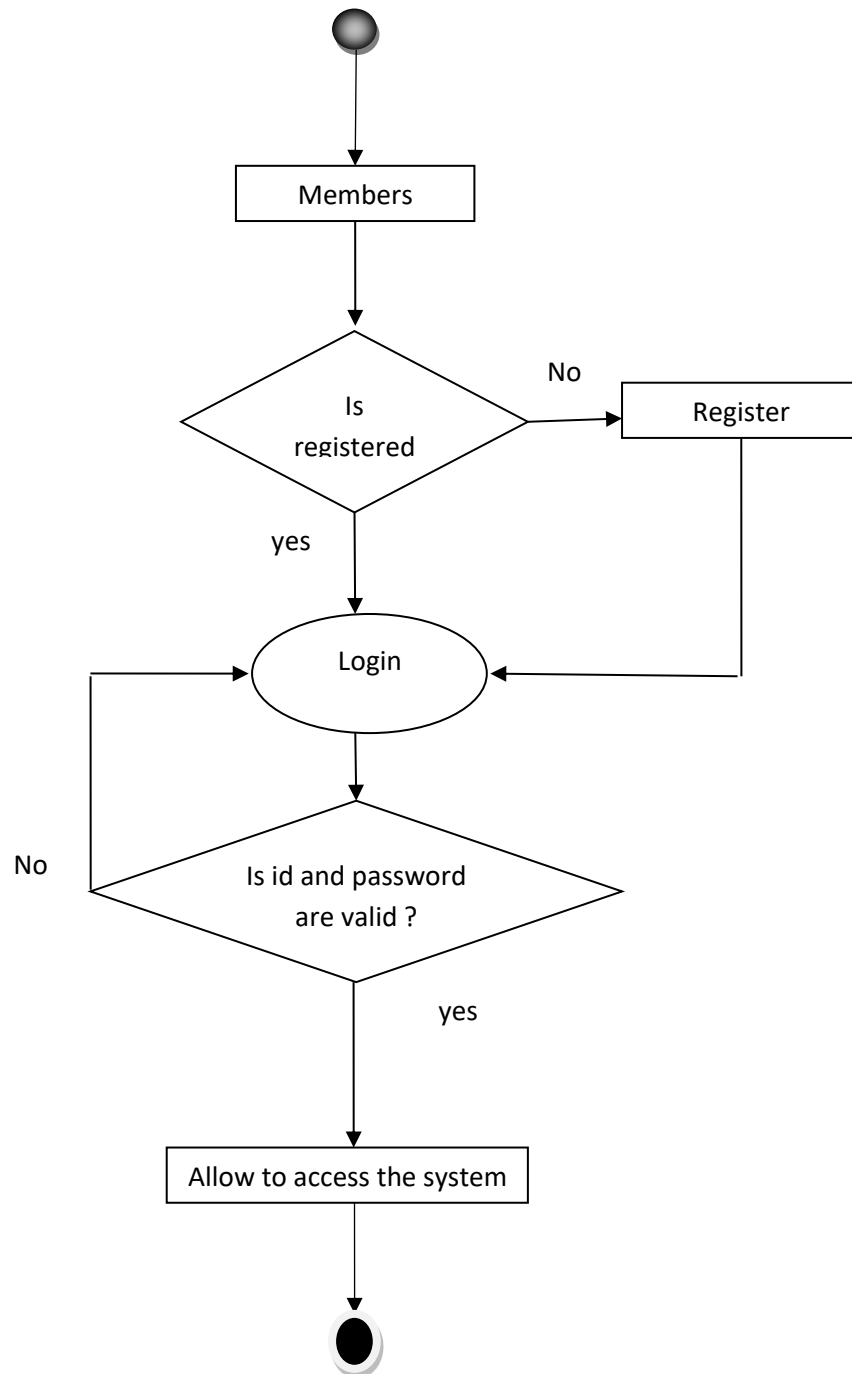 Members
No
Is
registered
Register
yes
Login
No
Is id and password
are valid ?
yes
Allow to access the system